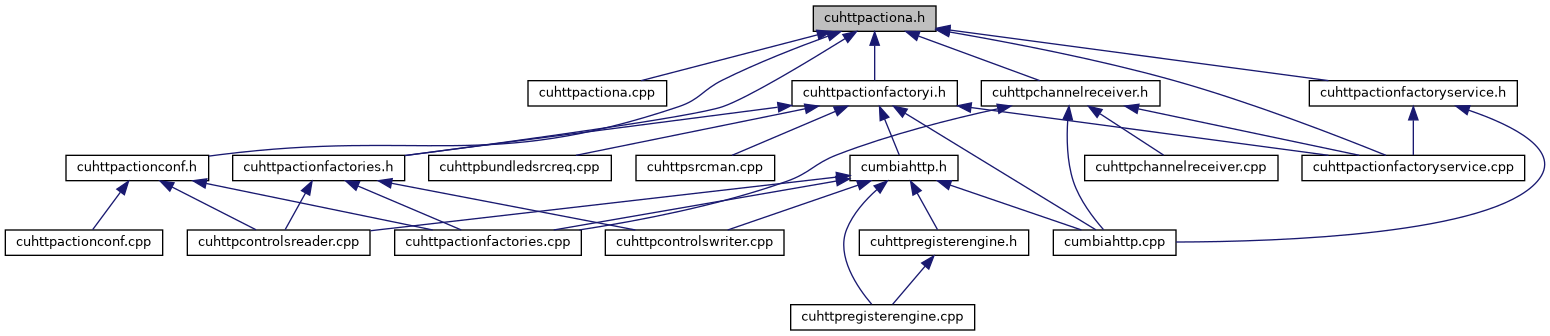 cuhttpactiona.h
cuhttpactiona.cpp
cuhttpactionfactoryi.h
cuhttpchannelreceiver.h
cuhttpactionfactoryservice.h
cuhttpactionconf.h
cuhttpactionfactories.h
cuhttpbundledsrcreq.cpp
cuhttpsrcman.cpp
cumbiahttp.h
cuhttpchannelreceiver.cpp
cuhttpactionfactoryservice.cpp
cuhttpactionconf.cpp
cuhttpcontrolsreader.cpp
cuhttpactionfactories.cpp
cuhttpcontrolswriter.cpp
cuhttpregisterengine.h
cumbiahttp.cpp
cuhttpregisterengine.cpp